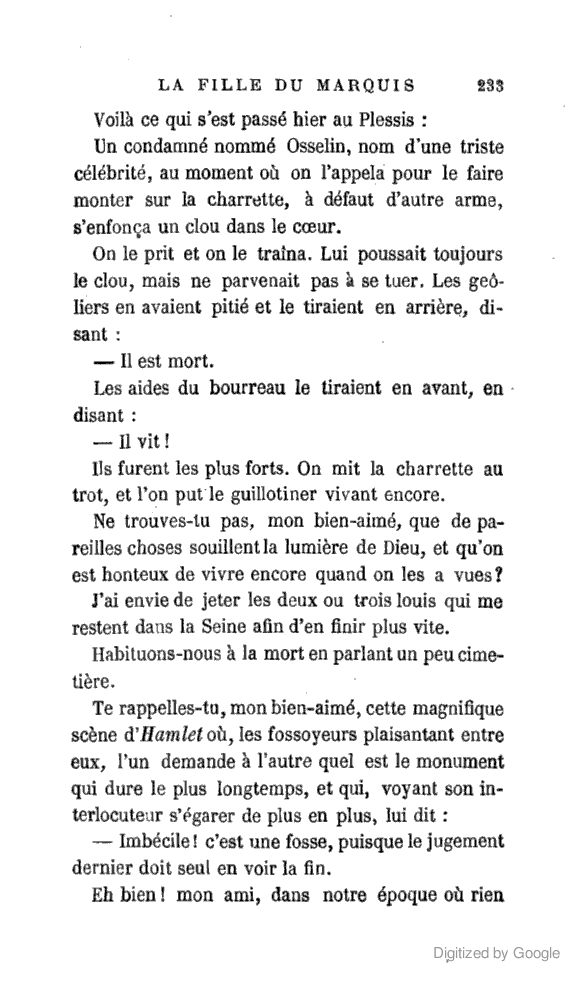 LA FILLE DU MARQUIS 233
Voilà ce qui s'est passé hier au Plessis :
Un condamné nommé Osselin, nom d'une triste
célébrité, au moment où on l'appela pour le faire
monter sur la charrette, à défaut d'autre arme,
s'enfonça un clou dans le cœur.
On le prit et on le traîna. Lui poussait toujours
le clou, mais ne parvenait pas à se tuer. Les geô-
liers en avaient pitié et le tiraient en arrière, di-
sant :
— Il est mort.
Les aides du bourreau le tiraient en avant, en
disant :
— Il vit !
Ils furent les plus forts. On mit la charrette au
trot, et l'on put le guillotiner vivant encore.
Ne trouves-tu pas, mon bien-aimé, que de pa-
reilles choses souillent la lumière de Dieu, et qu'on
est honteux de vivre encore quand on les a vues?
J'ai envie de jeter les deux ou trois louis qui me
restent dans la Seine afin d'en finir plus vite.
Habituons-nous à la mort en parlant un peu cime-
tière.
Te rappelles-tu, mon bien-aimé, cette magnifique
scène d'Hamlet où, les fossoyeurs plaisantant entre
eux, l'un demande à l'autre quel est le monument
qui dure le plus longtemps, et qui, voyant son in-
terlocuteur s'égarer de plus en plus, lui dit :
— Imbécile! c'est une fosse, puisque le jugement
dernier doit seul en voir la fin.
Eh bien ! mon ami, dans notre époque où rien
Digitized by Google